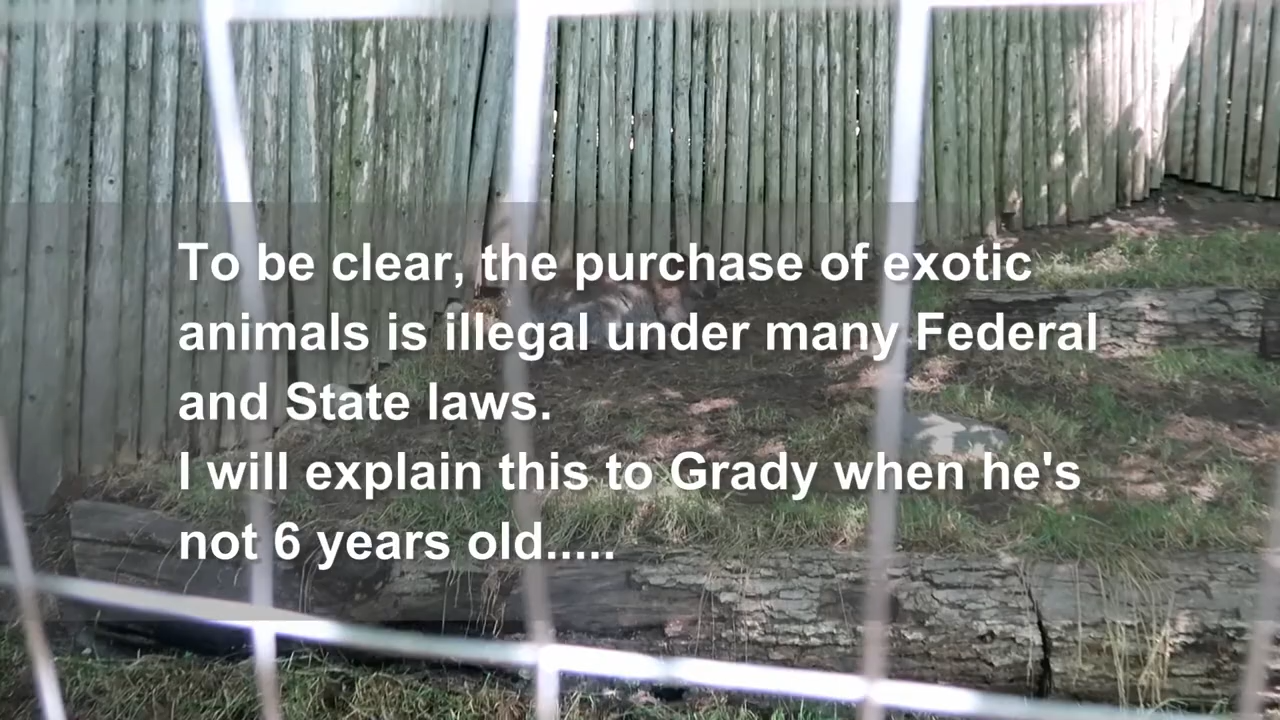 To be clear, the purchase of exotic
animals is illegal under many Federal
and State laws.
I will explain this to Grady when he's
not 6 years old.....